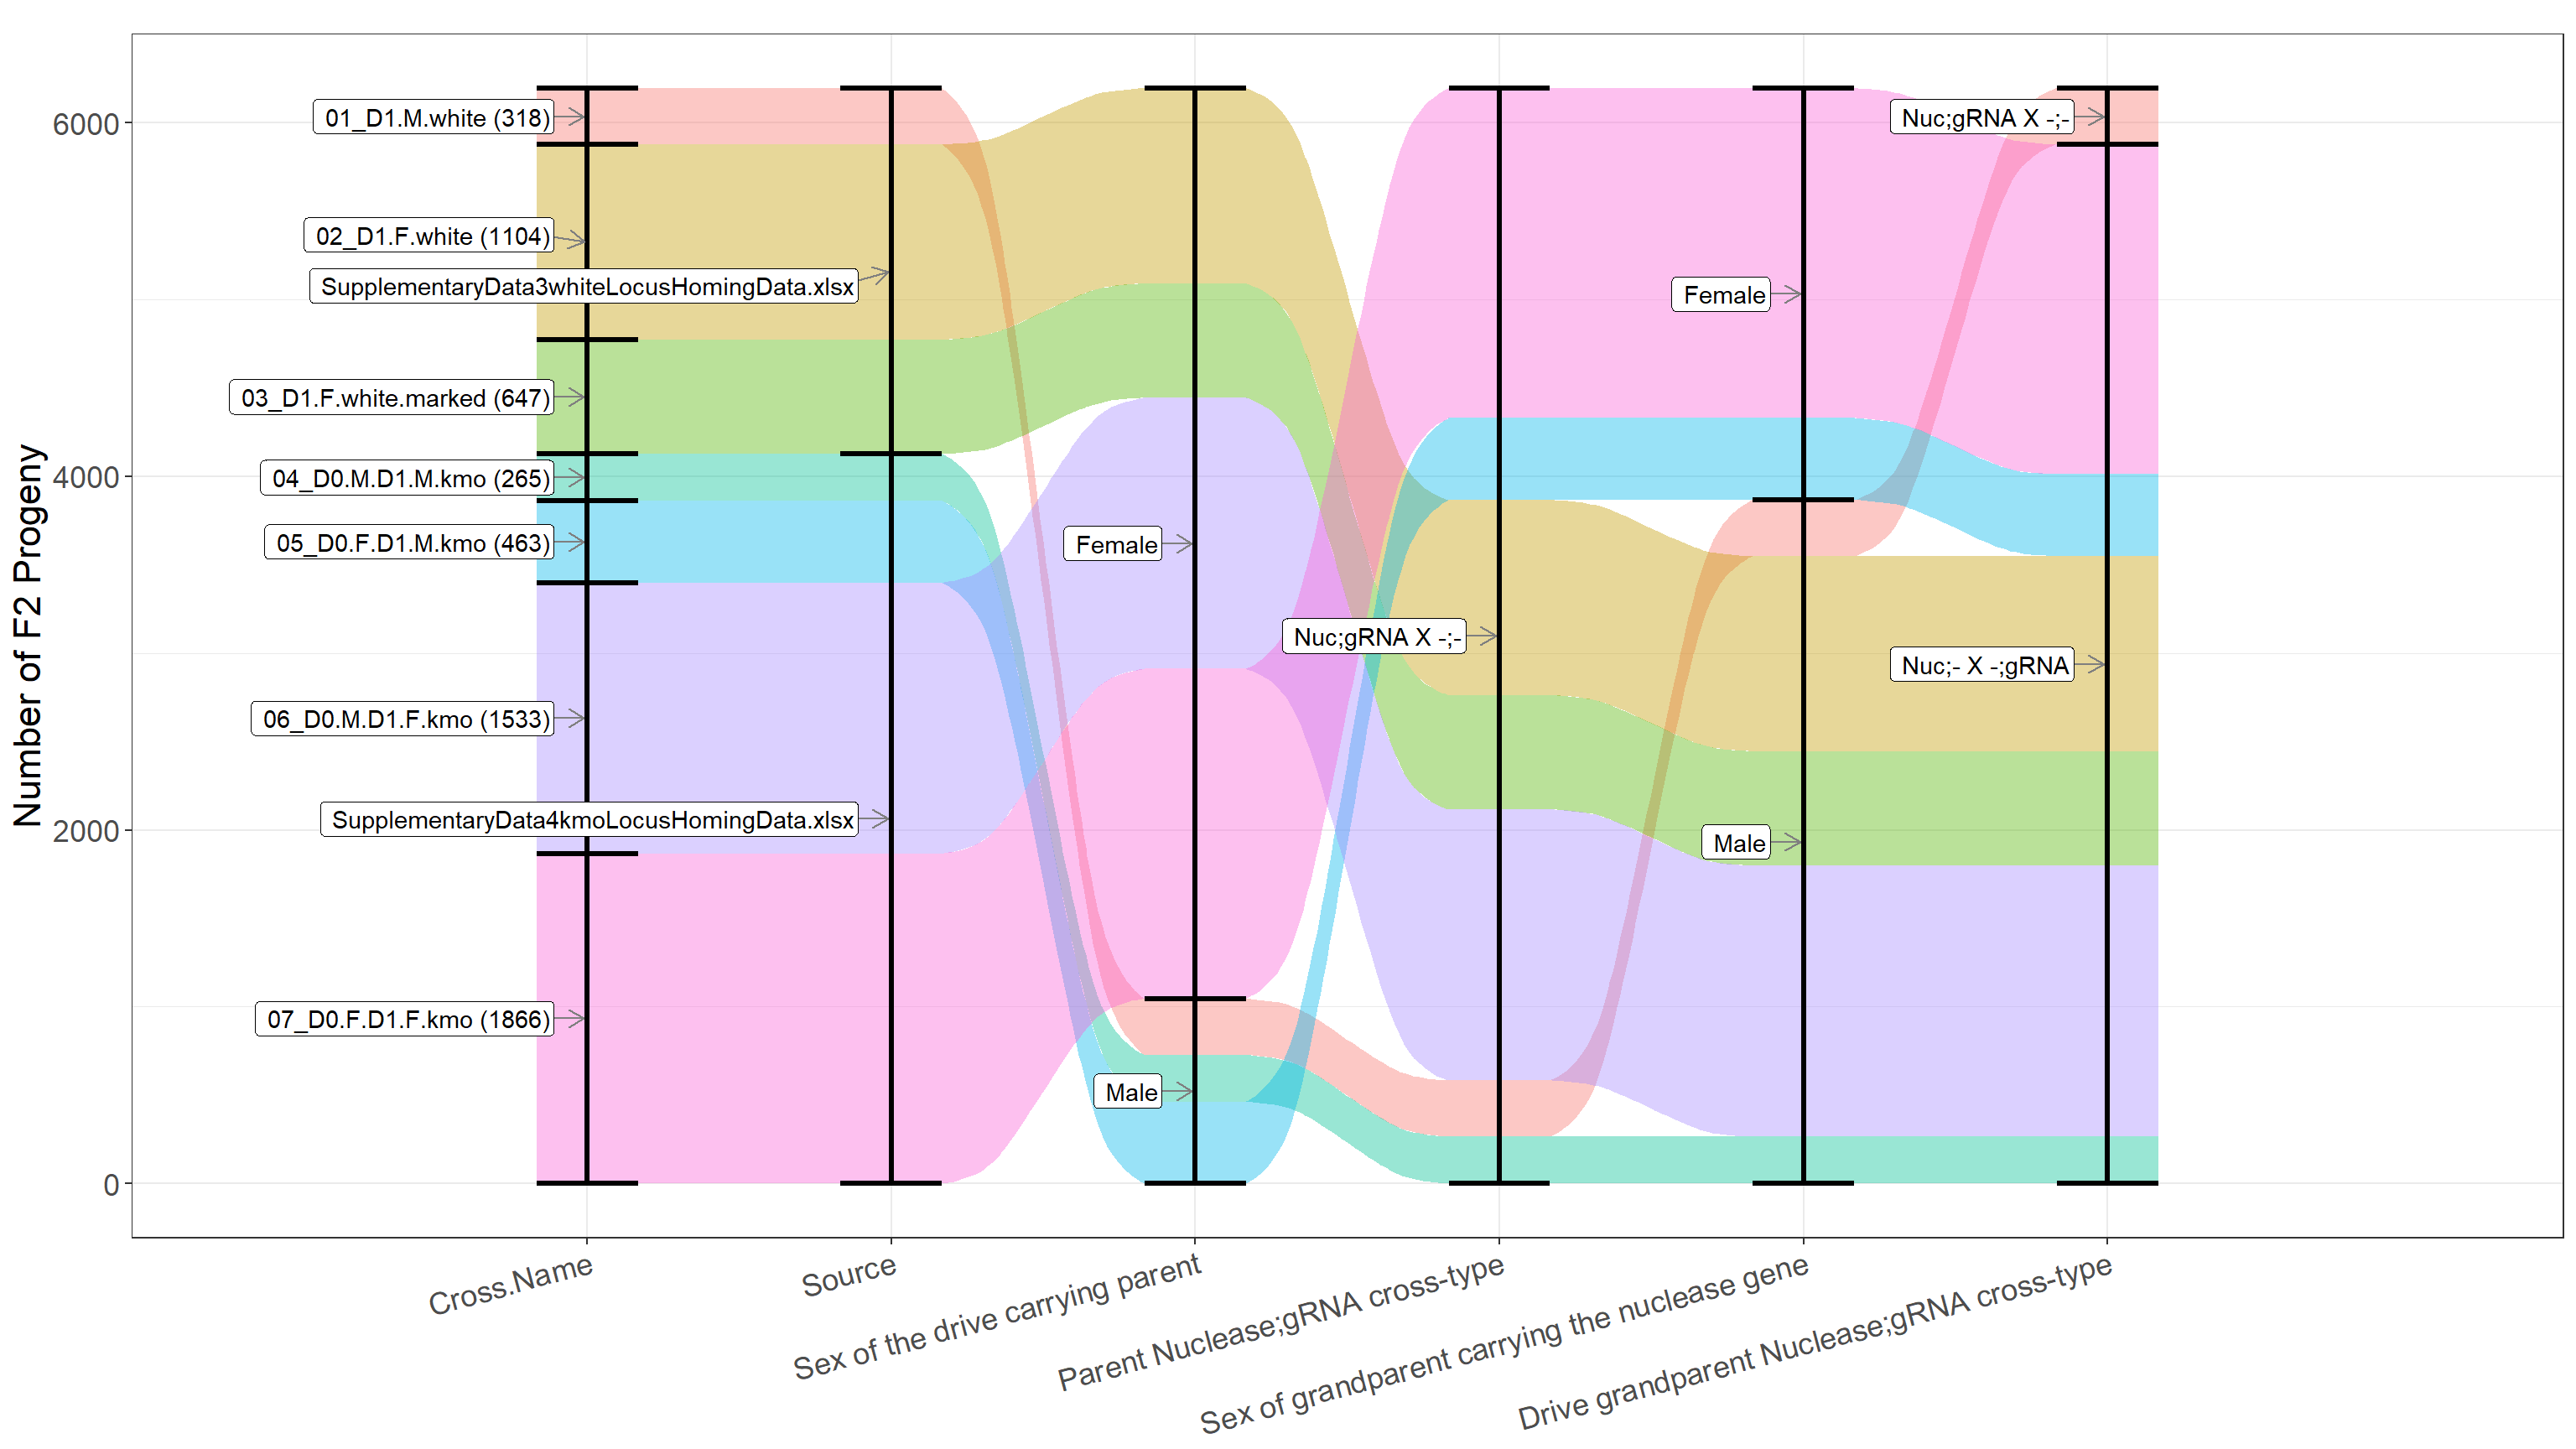 Number of F2 Progeny
6000
4000
2000
0
01_D1.M.white (318)
02_D1.F.white (1104)
03_D1.F.white.marked (647)
04_D0.M.D1.M.kmo (265)
05_D0.F.D1.M.kmo (463)
06_D0.M.D1.F.kmo (1533)
07_D0.F.D1.F.kmo (1866)
SupplementaryData3whiteLocusHomingData.xlsx
SupplementaryData4kmoLocusHomingData.xlsx
Female
Male
Nuc;gRNA X -;-
Female
Male
Nuc;gRNA X -;-
Nuc;- X -;gRNA
Cross.Name
Source
Sex of the drive carrying parent
Parent Nuclease;gRNA cross-type
Sex of grandparent carrying the nuclease gene
Drive grandparent Nuclease;gRNA cross-type